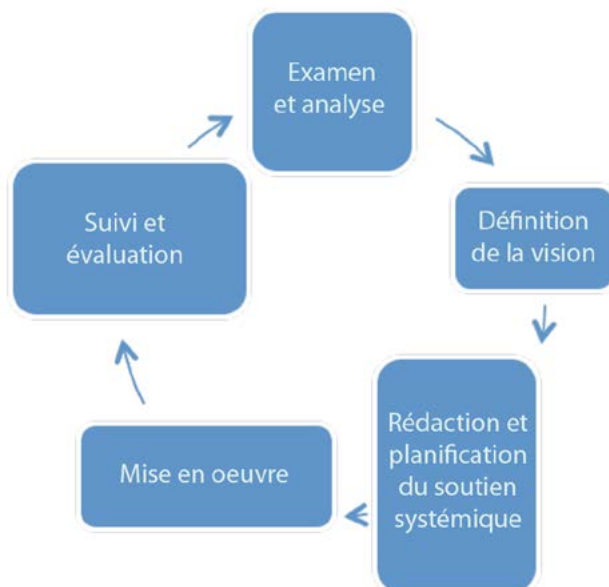 Examen
et analyse
Définition
de la vision
Rédaction et
planification
du soutien
systémique
Mise en oeuvre
Suivi et
évaluation